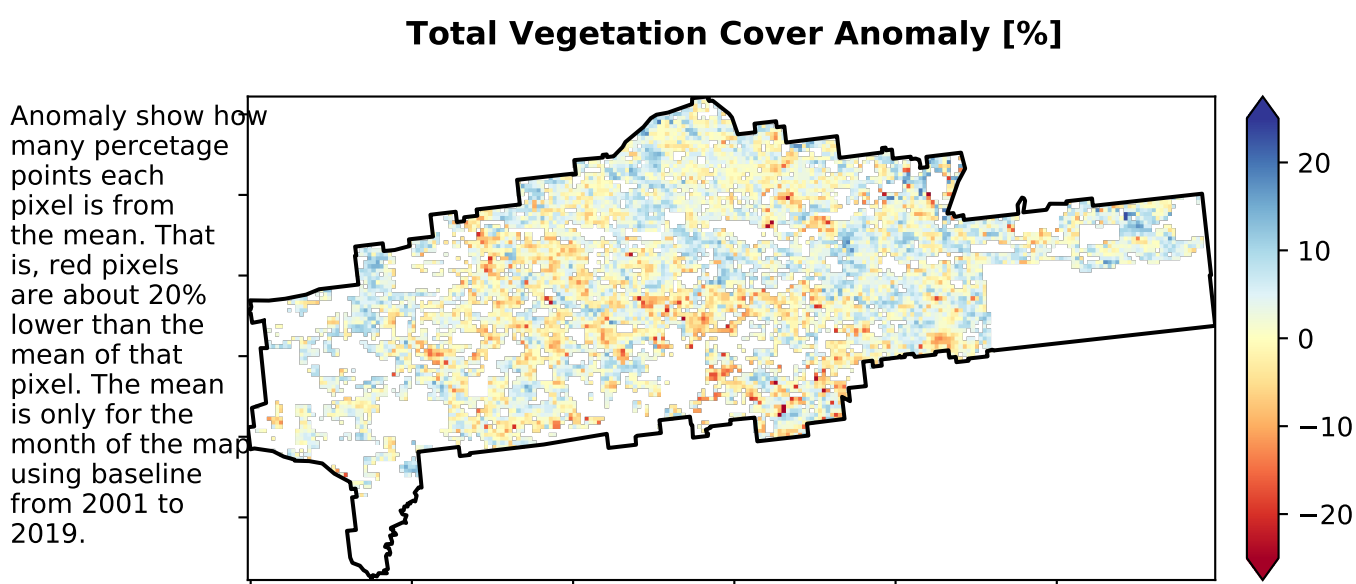 Total Vegetation Cover Anomaly [%]
Anomaly show how
many percetage
points each
pixel is from
the mean. That
is, red pixels
are about 20%
lower than the
mean of that
pixel. The mean
is only for the
month of the map
using baseline
from 2001 to
2019.
20
10
0
−10
−20